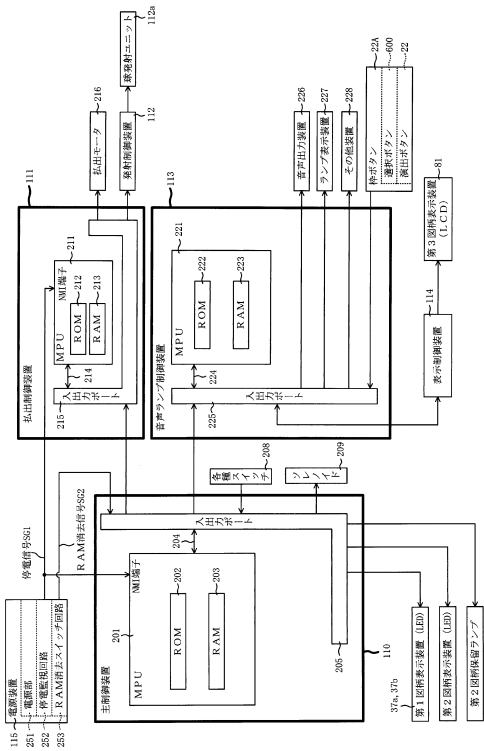 電源装置
115
電源部
251
停電監視回路
252
RAM消去スイッチ回路
253
停電信号SG1
RAM消去信号SG2
111
払出制御装置
211
NMI端子
212
ROM
213
RAM
MPU
214
215
入出力ポート
216
払出モータ
112
発射制御装置
112a
球発射ユニット
113
音声ランプ制御装置
221
222
ROM
223
RAM
MPU
224
225
入出力ポート
226
音声出力装置
227
ランプ表示装置
228
その他装置
22A
600
22
枠ボタン
選択ボタン
演出ボタン
81
第3図柄表示装置
(LCD)
114
表示制御装置
208
各種スイッチ
209
ソレノイド
主制御装置
110
201
NMI端子
202
ROM
203
RAM
MPU
204
205
入出力ポート
37a,37b
第1図柄表示装置(LED)
第2図柄表示装置(LED)
第2図柄保留ランプ